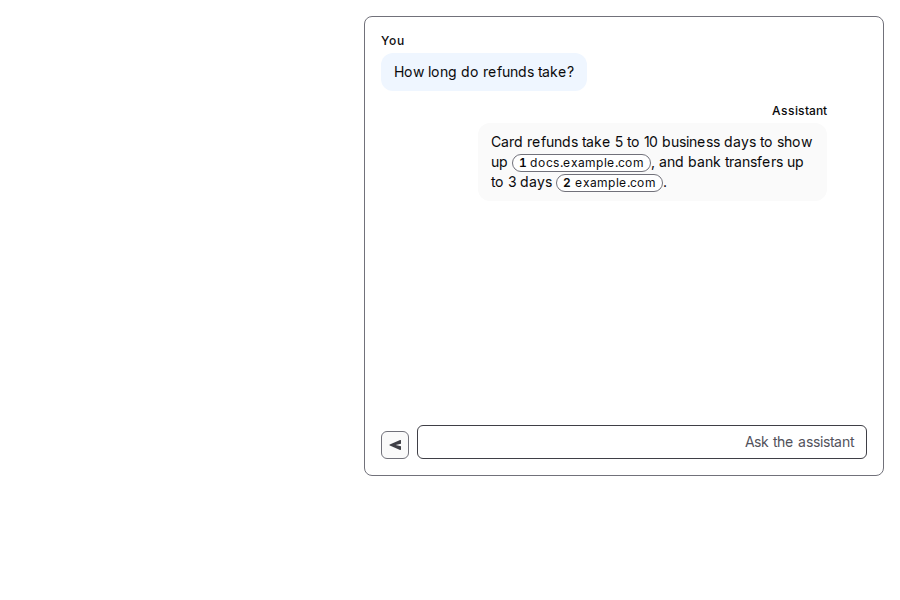 You
How long do refunds take?
Assistant
Card refunds take 5 to 10 business days to show
up 1 docs.example.com, and bank transfers up
to 3 days 2 example.com.
Ask the assistant